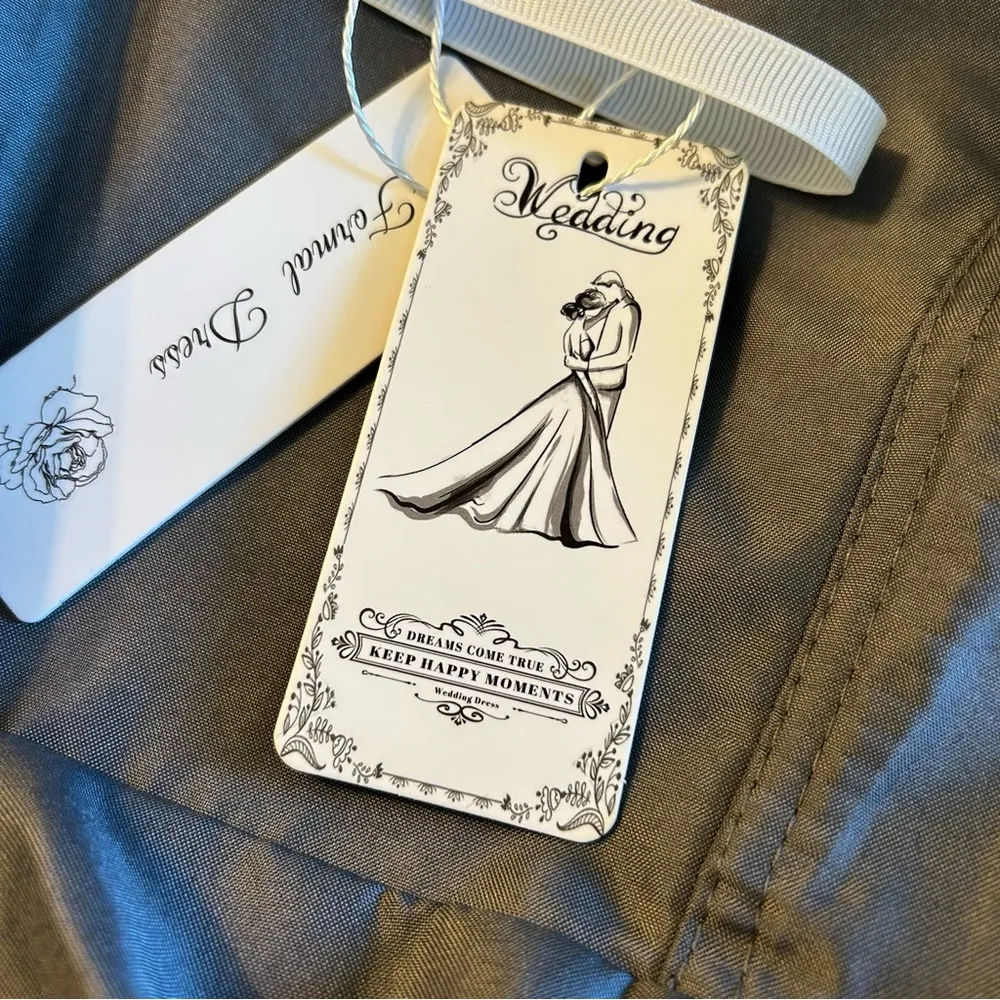 Wedding
DREAMS COME TRUE
KEEP HAPPY MOMENTS
Wedding Dress
Formal Dress